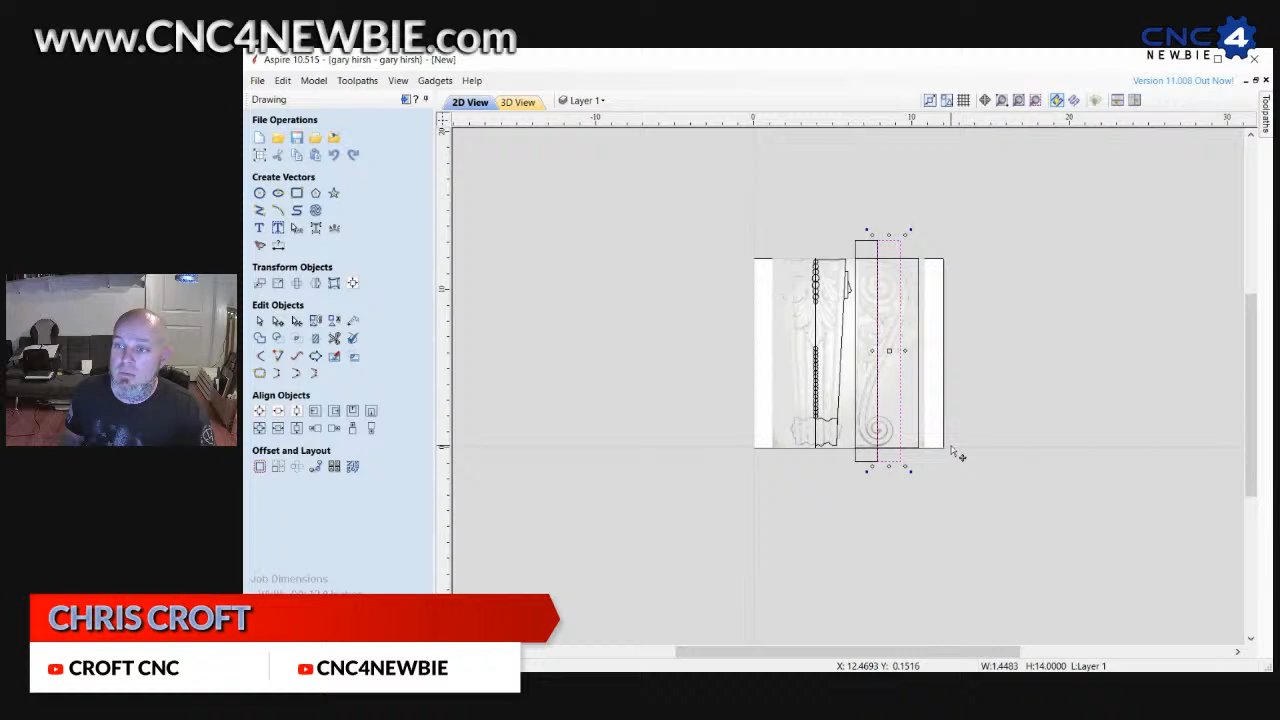 www.CNC4NEWBIE.com
CNC 4
NEWBIE
Aspire 10.515 - {gary hirsh - gary hirsh} - [New]
File Edit Model Toolpaths View Gadgets Help
Version 11.008 Out Now!
Drawing
2D View 3D View Layer 1
Toolpaths
File Operations
-10 0 10 20 30
20
Create Vectors
Transform Objects
10
Edit Objects
Align Objects
Offset and Layout
Job Dimensions
CHRIS CROFT
CROFT CNC CNC4NEWBIE
X: 12.4693 Y: 0.1516 W:1.4483 H:14.0000 L:Layer 1